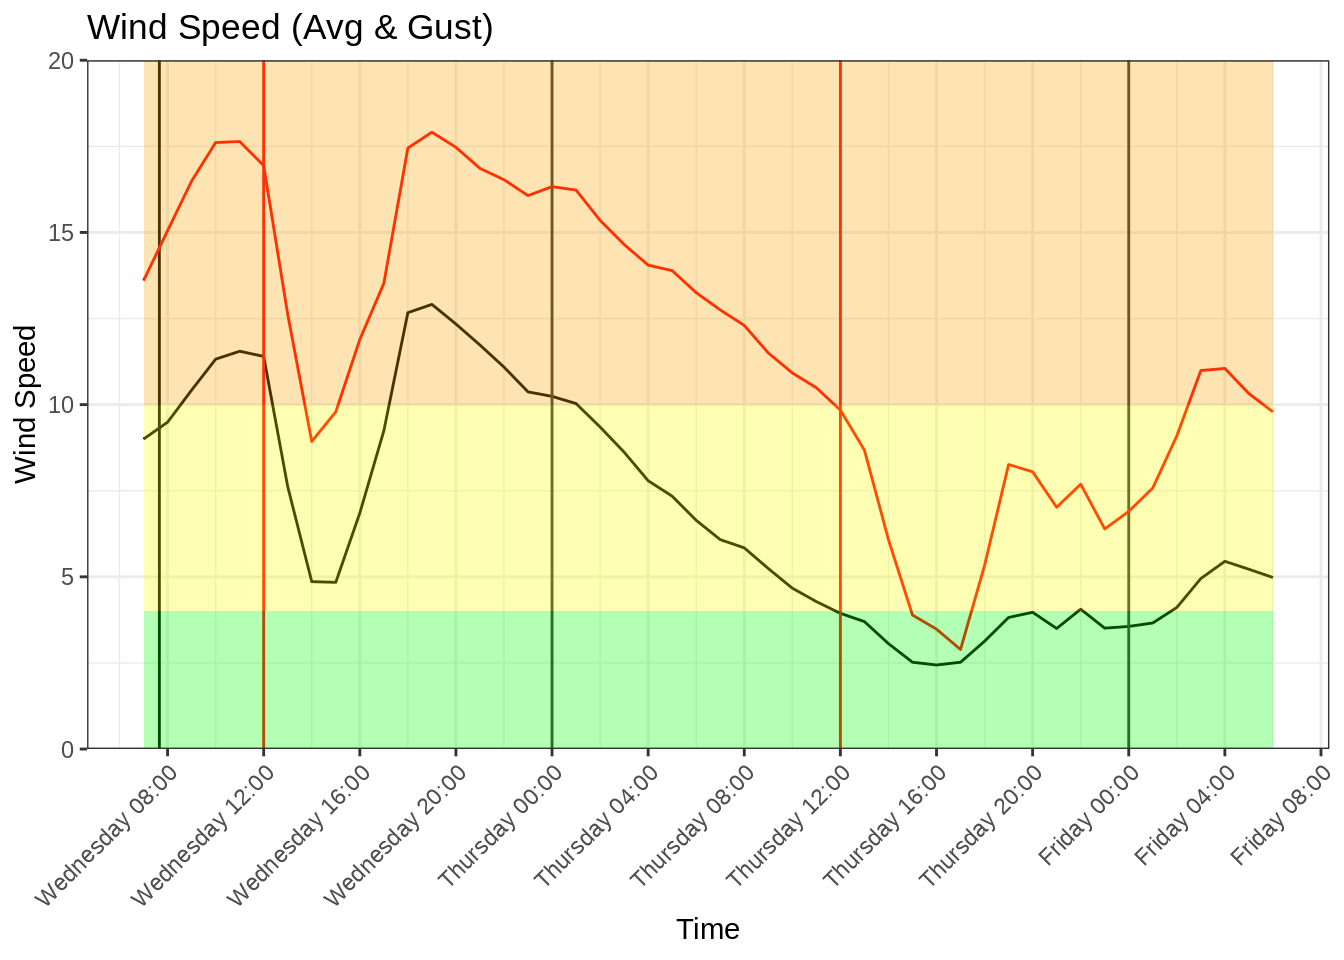 Wind Speed (Avg & Gust)
20
15
10
5
0
Wind Speed
Wednesday 08:00
Wednesday 12:00
Wednesday 16:00
Wednesday 20:00
Thursday 00:00
Thursday 04:00
Thursday 08:00
Thursday 12:00
Thursday 16:00
Thursday 20:00
Friday 00:00
Friday 04:00
Friday 08:00
Time